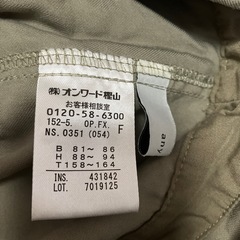 ㈱オンワード樫山
お客様相談室
0120-58-6300
152-5. OP.FX. F
NS.0351 (054)
B 81~ 86
H 88~ 94
T 158~164
INS. 431842
LOT. 7019125
any